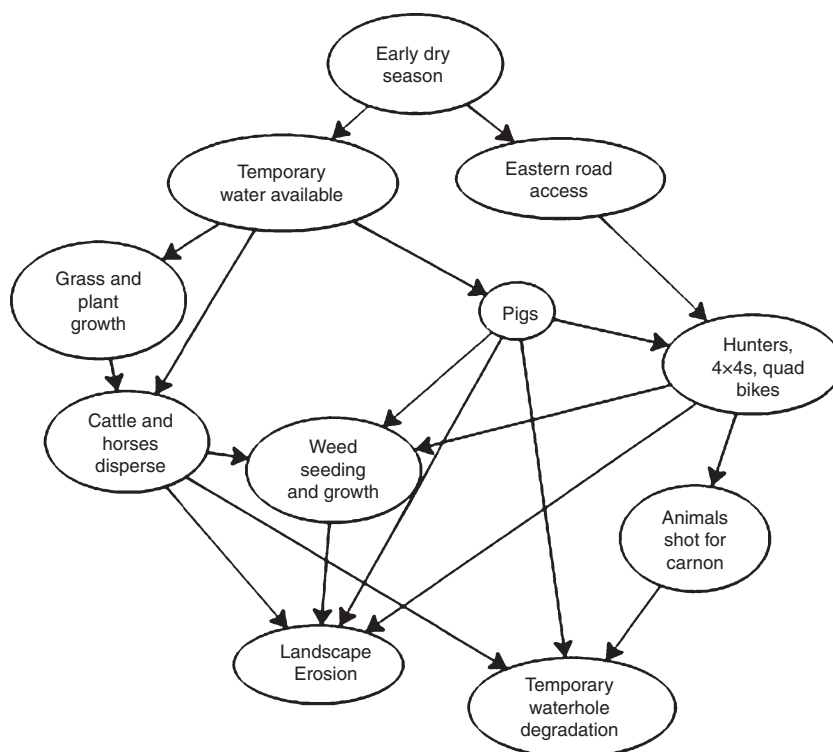 Early dry
season
Temporary
water available
Eastern road
access
Grass and
plant
growth
Pigs
Hunters,
4×4s, quad
bikes
Cattle and
horses
disperse
Weed
seeding
and growth
Animals
shot for
carnon
Landscape
Erosion
Temporary
waterhole
degradation